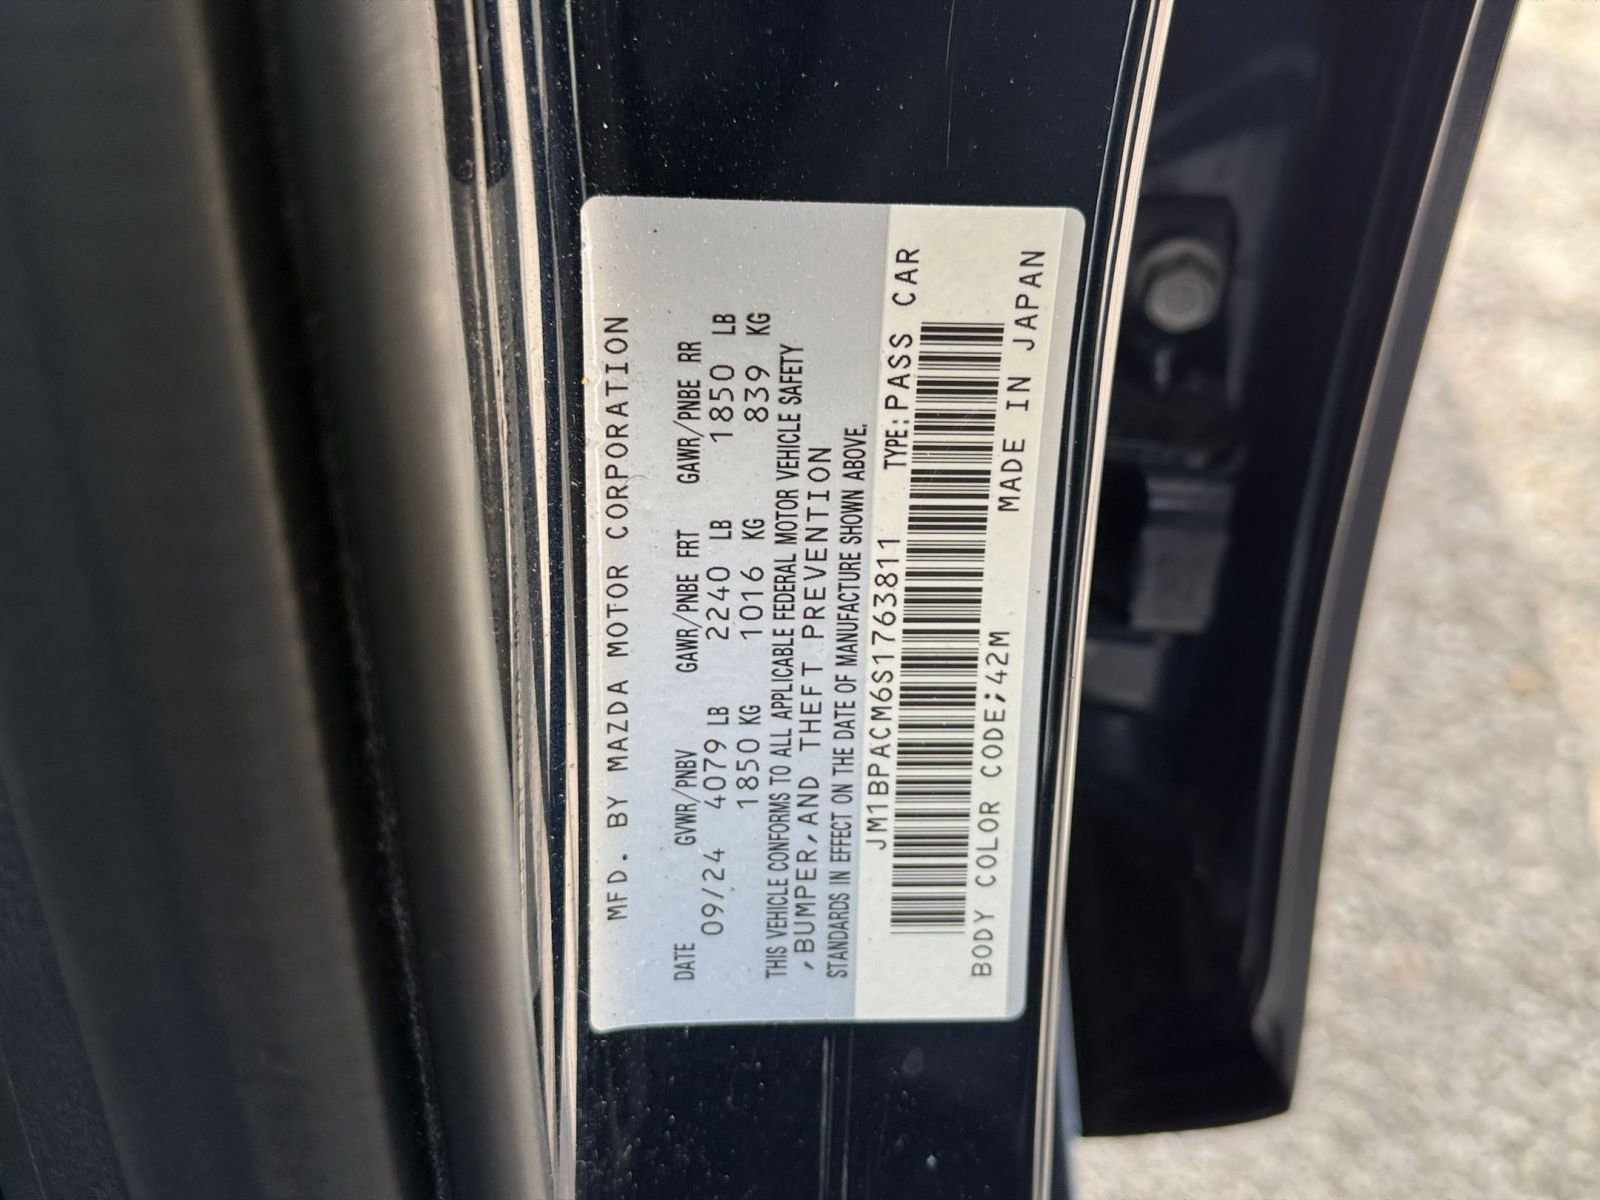 MFD. BY MAZDA MOTOR CORPORATION
DATE GVWR/PNBV GAWR/PNBE FRT GAWR/PNBE RR
09/24 4079 LB 2240 LB 1850 LB
1850 KG 1016 KG 839 KG
THIS VEHICLE CONFORMS TO ALL APPLICABLE FEDERAL MOTOR VEHICLE SAFETY
,BUMPER,AND THEFT PREVENTION
STANDARDS IN EFFECT ON THE DATE OF MANUFACTURE SHOWN ABOVE.
JM1BPACM6S1763811 TYPE:PASS CAR
BODY COLOR CODE;42M MADE IN JAPAN